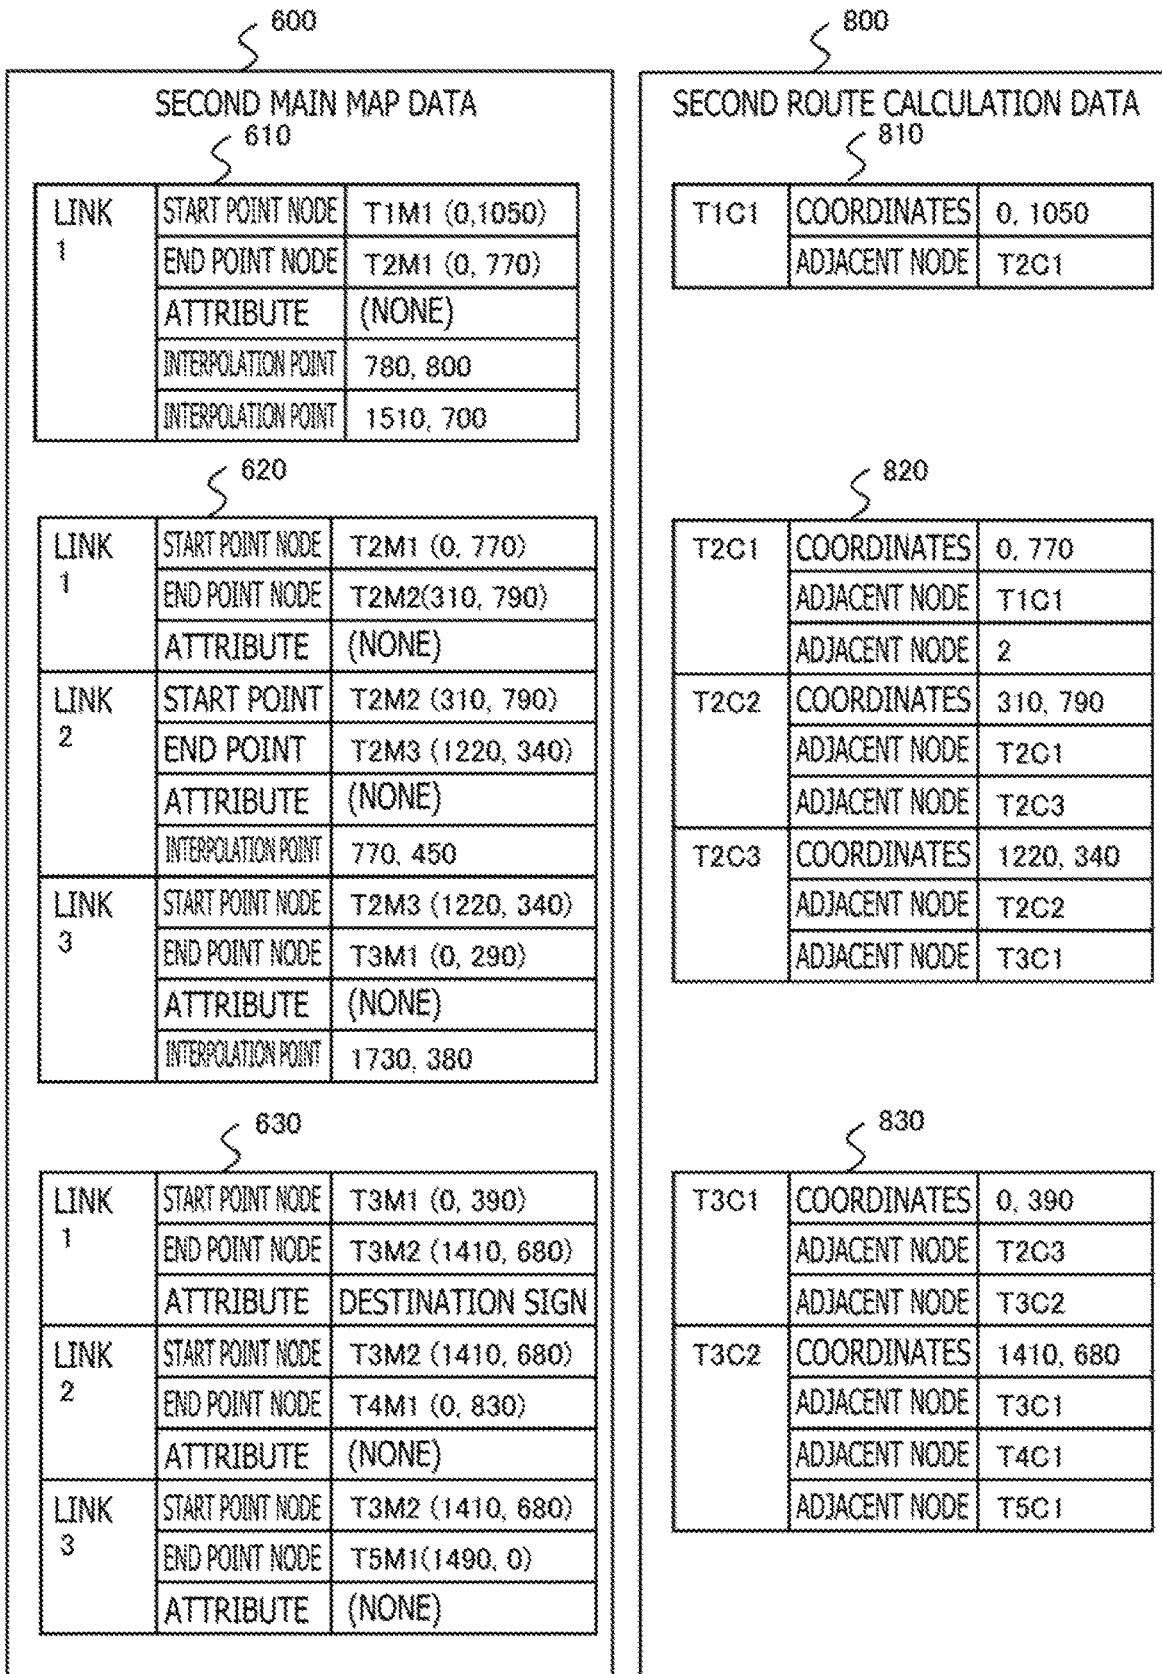 600
SECOND MAIN MAP DATA
610
LINK 1 START POINT NODE T1M1 (0,1050)
END POINT NODE T2M1 (0, 770)
ATTRIBUTE (NONE)
INTERPOLATION POINT 780, 800
INTERPOLATION POINT 1510, 700
620
LINK 1 START POINT NODE T2M1 (0, 770)
END POINT NODE T2M2(310, 790)
ATTRIBUTE (NONE)
LINK 2 START POINT T2M2 (310, 790)
END POINT T2M3 (1220, 340)
ATTRIBUTE (NONE)
INTERPOLATION POINT 770, 450
LINK 3 START POINT NODE T2M3 (1220, 340)
END POINT NODE T3M1 (0, 290)
ATTRIBUTE (NONE)
INTERPOLATION POINT 1730, 380
630
LINK 1 START POINT NODE T3M1 (0, 390)
END POINT NODE T3M2 (1410, 680)
ATTRIBUTE DESTINATION SIGN
LINK 2 START POINT NODE T3M2 (1410, 680)
END POINT NODE T4M1 (0, 830)
ATTRIBUTE (NONE)
LINK 3 START POINT NODE T3M2 (1410, 680)
END POINT NODE T5M1(1490, 0)
ATTRIBUTE (NONE)
800
SECOND ROUTE CALCULATION DATA
810
T1C1 COORDINATES 0, 1050
ADJACENT NODE T2C1
820
T2C1 COORDINATES 0, 770
ADJACENT NODE T1C1
ADJACENT NODE 2
T2C2 COORDINATES 310, 790
ADJACENT NODE T2C1
ADJACENT NODE T2C3
T2C3 COORDINATES 1220, 340
ADJACENT NODE T2C2
ADJACENT NODE T3C1
830
T3C1 COORDINATES 0, 390
ADJACENT NODE T2C3
ADJACENT NODE T3C2
T3C2 COORDINATES 1410, 680
ADJACENT NODE T3C1
ADJACENT NODE T4C1
ADJACENT NODE T5C1